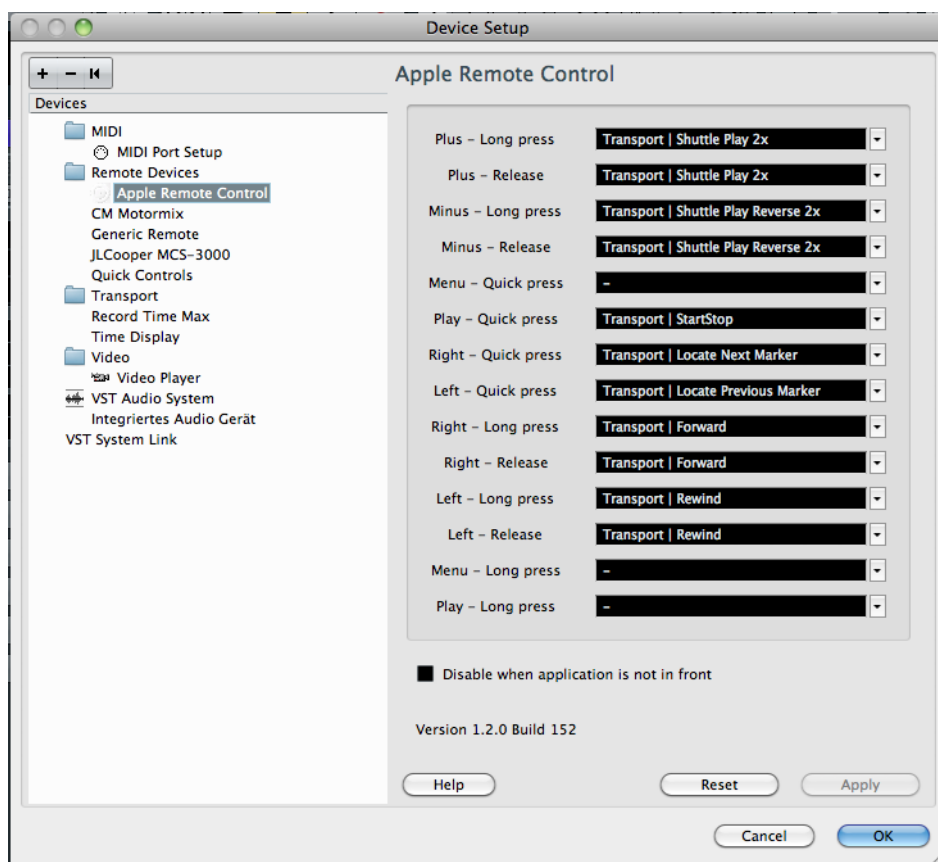 Device Setup
+ –
Devices
MIDI
MIDI Port Setup
Remote Devices
Apple Remote Control
CM Motormix
Generic Remote
JLCooper MCS-3000
Quick Controls
Transport
Record Time Max
Time Display
Video
Video Player
VST Audio System
Integriertes Audio Gerät
VST System Link
Apple Remote Control
Plus – Long press Transport | Shuttle Play 2x
Plus – Release Transport | Shuttle Play 2x
Minus – Long press Transport | Shuttle Play Reverse 2x
Minus – Release Transport | Shuttle Play Reverse 2x
Menu – Quick press –
Play – Quick press Transport | StartStop
Right – Quick press Transport | Locate Next Marker
Left – Quick press Transport | Locate Previous Marker
Right – Long press Transport | Forward
Right – Release Transport | Forward
Left – Long press Transport | Rewind
Left – Release Transport | Rewind
Menu – Long press –
Play – Long press –
Disable when application is not in front
Version 1.2.0 Build 152
Help Reset Apply
Cancel OK